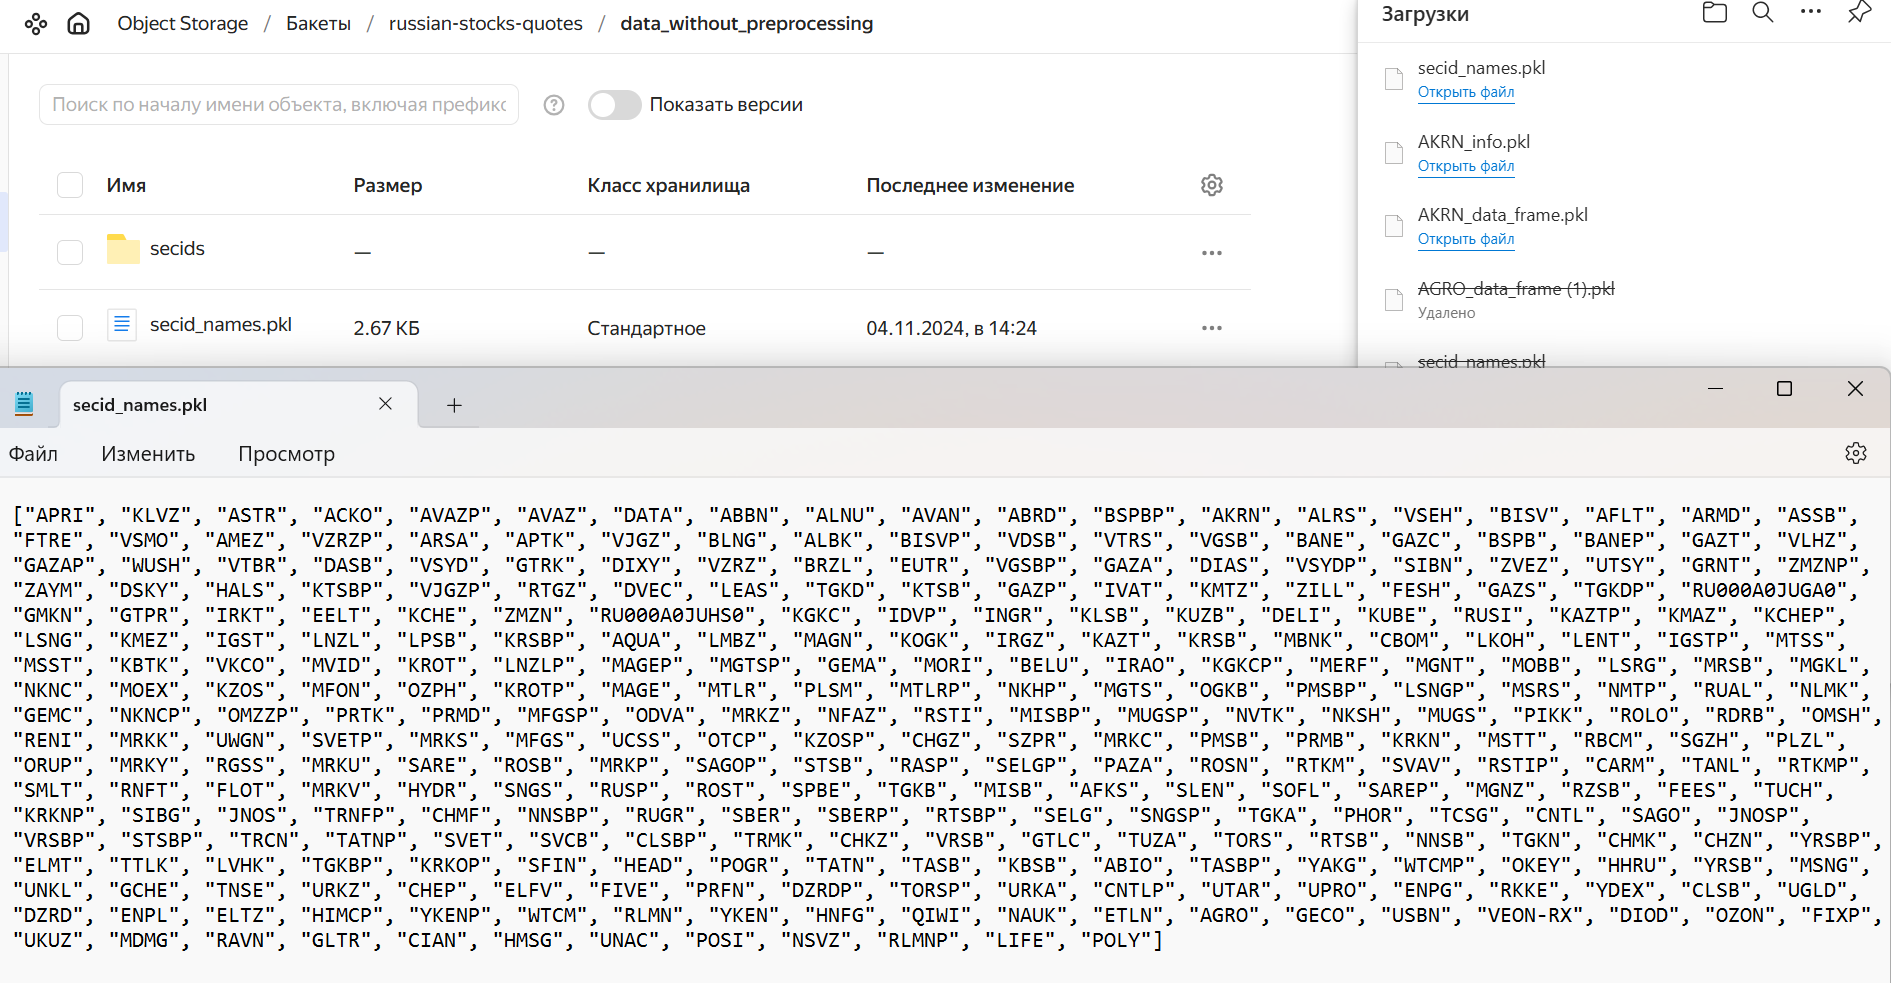 Object Storage / Бакеты / russian-stocks-quotes / data_without_preprocessing
Поиск по началу имени объекта, включая префикс
Показать версии
Имя Размер Класс хранилища Последнее изменение
secids — — —
secid_names.pkl 2.67 КБ Стандартное 04.11.2024, в 14:24
Загрузки
secid_names.pkl
Открыть файл
AKRN_info.pkl
Открыть файл
AKRN_data_frame.pkl
Открыть файл
AGRO_data_frame (1).pkl
Удалено
secid_names.pkl
secid_names.pkl
Файл Изменить Просмотр
["APRI", "KLVZ", "ASTR", "ACKO", "AVAZP", "AVAZ", "DATA", "ABBN", "ALNU", "AVAN", "ABRD", "BSPBP", "AKRN", "ALRS", "VSEH", "BISV", "AFLT", "ARMD", "ASSB",
"FTRE", "VSMO", "AMEZ", "VZRZP", "ARSA", "APTK", "VJGZ", "BLNG", "ALBK", "BISVP", "VDSB", "VTRS", "VGSB", "BANE", "GAZC", "BSPB", "BANEP", "GAZT", "VLHZ",
"GAZAP", "WUSH", "VTBR", "DASB", "VSYD", "GTRK", "DIXY", "VZRZ", "BRZL", "EUTR", "VGSBP", "GAZA", "DIAS", "VSYDP", "SIBN", "ZVEZ", "UTSY", "GRNT", "ZMZNP",
"ZAYM", "DSKY", "HALS", "KTSBP", "VJGZP", "RTGZ", "DVEC", "LEAS", "TGKD", "KTSB", "GAZP", "IVAT", "KMTZ", "ZILL", "FESH", "GAZS", "TGKDP", "RU000A0JUGA0",
"GMKN", "GTPR", "IRKT", "EELT", "KCHE", "ZMZN", "RU000A0JUHS0", "KGKC", "IDVP", "INGR", "KLSB", "KUZB", "DELI", "KUBE", "RUSI", "KAZTP", "KMAZ", "KCHEP",
"LSNG", "KMEZ", "IGST", "LNZL", "LPSB", "KRSBP", "AQUA", "LMBZ", "MAGN", "KOGK", "IRGZ", "KAZT", "KRSB", "MBNK", "CBOM", "LKOH", "LENT", "IGSTP", "MTSS",
"MSST", "KBTK", "VKCO", "MVID", "KROT", "LNZLP", "MAGEP", "MGTSP", "GEMA", "MORI", "BELU", "IRAO", "KGKCP", "MERF", "MGNT", "MOBB", "LSRG", "MRSB", "MGKL",
"NKNC", "MOEX", "KZOS", "MFON", "OZPH", "KROTP", "MAGE", "MTLR", "PLSM", "MTLRP", "NKHP", "MGTS", "OGKB", "PMSBP", "LSNGP", "MSRS", "NMTP", "RUAL", "NLMK",
"GEMC", "NKNCP", "OMZZP", "PRTK", "PRMD", "MFGSP", "ODVA", "MRKZ", "NFAZ", "RSTI", "MISBP", "MUGSP", "NVTK", "NKSH", "MUGS", "PIKK", "ROLO", "RDRB", "OMSH",
"RENI", "MRKK", "UWGN", "SVETP", "MRKS", "MFGS", "UCSS", "OTCP", "KZOSP", "CHGZ", "SZPR", "MRKC", "PMSB", "PRMB", "KRKN", "MSTT", "RBCM", "SGZH", "PLZL",
"ORUP", "MRKY", "RGSS", "MRKU", "SARE", "ROSB", "MRKP", "SAGOP", "STSB", "RASP", "SELGP", "PAZA", "ROSN", "RTKM", "SVAV", "RSTIP", "CARM", "TANL", "RTKMP",
"SMLT", "RNFT", "FLOT", "MRKV", "HYDR", "SNGS", "RUSP", "ROST", "SPBE", "TGKB", "MISB", "AFKS", "SLEN", "SOFL", "SAREP", "MGNZ", "RZSB", "FEES", "TUCH",
"KRKNP", "SIBG", "JNOS", "TRNFP", "CHMF", "NNSBP", "RUGR", "SBER", "SBERP", "RTSBP", "SELG", "SNGSP", "TGKA", "PHOR", "TCSG", "CNTL", "SAGO", "JNOSP",
"VRSBP", "STSBP", "TRCN", "TATNP", "SVET", "SVCB", "CLSBP", "TRMK", "CHKZ", "VRSB", "GTLC", "TUZA", "TORS", "RTSB", "NNSB", "TGKN", "CHMK", "CHZN", "YRSBP",
"ELMT", "TTLK", "LVHK", "TGKBP", "KRKOP", "SFIN", "HEAD", "POGR", "TATN", "TASB", "KBSB", "ABIO", "TASBP", "YAKG", "WTCMP", "OKEY", "HHRU", "YRSB", "MSNG",
"UNKL", "GCHE", "TNSE", "URKZ", "CHEP", "ELFV", "FIVE", "PRFN", "DZRDP", "TORSP", "URKA", "CNTLP", "UTAR", "UPRO", "ENPG", "RKKE", "YDEX", "CLSB", "UGLD",
"DZRD", "ENPL", "ELTZ", "HIMCP", "YKENP", "WTCM", "RLMN", "YKEN", "HNFG", "QIWI", "NAUK", "ETLN", "AGRO", "GECO", "USBN", "VEON-RX", "DIOD", "OZON", "FIXP",
"UKUZ", "MDMG", "RAVN", "GLTR", "CIAN", "HMSG", "UNAC", "POSI", "NSVZ", "RLMNP", "LIFE", "POLY"]